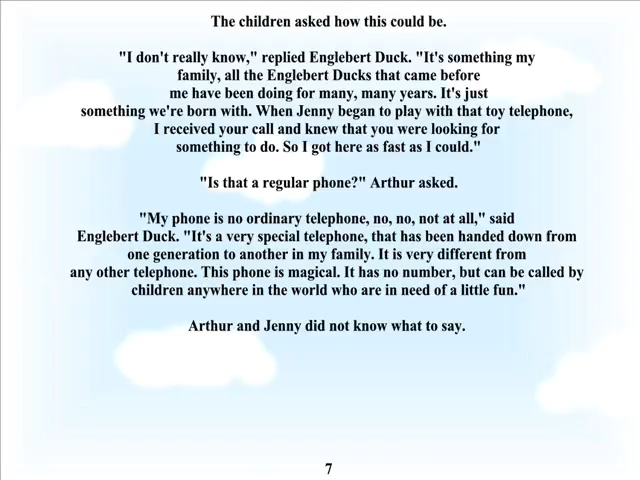 The children asked how this could be.
"I don't really know," replied Englebert Duck. "It's something my
family, all the Englebert Ducks that came before
me have been doing for many, many years. It's just
something we're born with. When Jenny began to play with that toy telephone,
I received your call and knew that you were looking for
something to do. So I got here as fast as I could."
"Is that a regular phone?" Arthur asked.
"My phone is no ordinary telephone, no, no, not at all," said
Englebert Duck. "It's a very special telephone, that has been handed down from
one generation to another in my family. It is very different from
any other telephone. This phone is magical. It has no number, but can be called by
children anywhere in the world who are in need of a little fun."
Arthur and Jenny did not know what to say.
7